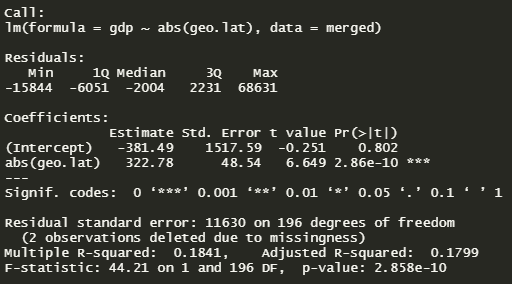 Call:
lm(formula = gdp ~ abs(geo.lat), data = merged)
Residuals:
Min 1Q Median 3Q Max
-15844 -6051 -2004 2231 68631
Coefficients:
Estimate Std. Error t value Pr(>|t|)
(Intercept) -381.49 1517.59 -0.251 0.802
abs(geo.lat) 322.78 48.54 6.649 2.86e-10 ***
---
Signif. codes: 0 ‘***’ 0.001 ‘**’ 0.01 ‘*’ 0.05 ‘.’ 0.1 ‘ ’ 1
Residual standard error: 11630 on 196 degrees of freedom
(2 observations deleted due to missingness)
Multiple R-squared: 0.1841, Adjusted R-squared: 0.1799
F-statistic: 44.21 on 1 and 196 DF, p-value: 2.858e-10